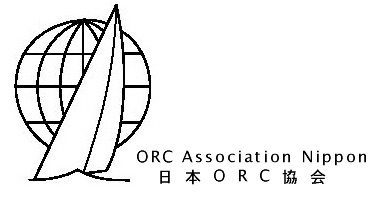 ORC Association Nippon
日本ORC協会